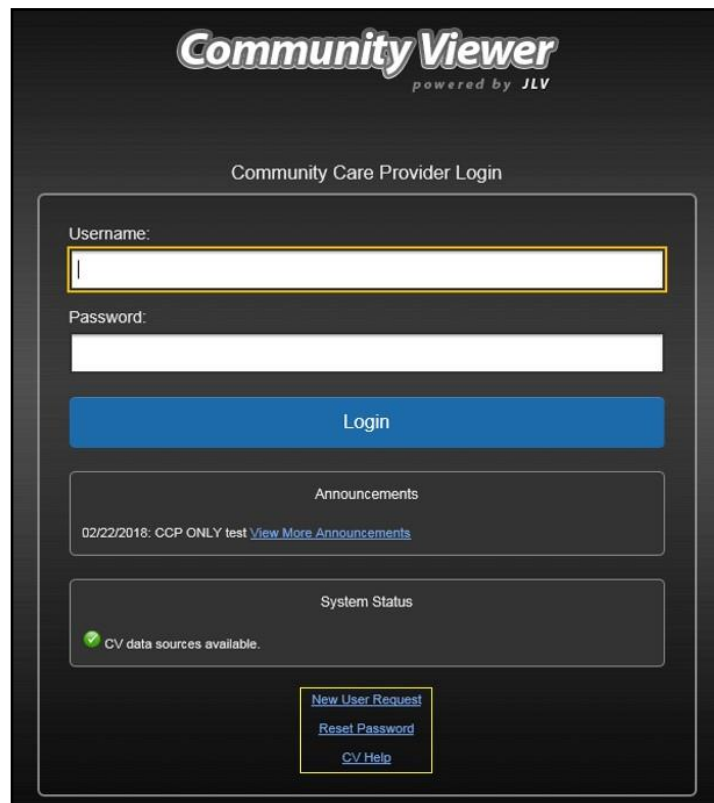 Community Viewer
powered by JLV
Community Care Provider Login
Username:
Password:
Login
Announcements
02/22/2018: CCP ONLY test View More Announcements
System Status
CV data sources available.
New User Request
Reset Password
CV Help